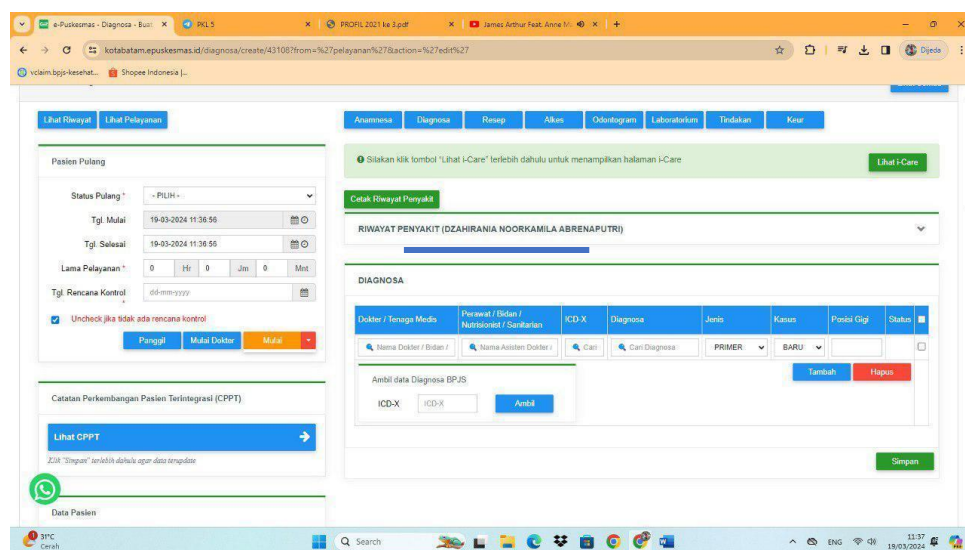 e-Puskesmas - Diagnosa - Buat
PKL 5
PROFIL 2021 ke 3.pdf
James Arthur Feat. Anne M
kotabatam.epuskesmas.id/diagnosa/create/43108?from=%27pelayanan%27&action=%27edit%27
Dijeda
vclaim.bpjs-kesehat...
Shopee Indonesia |...
Lihat Riwayat
Lihat Pelayanan
Anamnesa
Diagnosa
Resep
Alkes
Odontogram
Laboratorium
Tindakan
Keur
Pasien Pulang
Status Pulang *
- PILIH -
Tgl. Mulai
19-03-2024 11:36:56
Tgl. Selesai
19-03-2024 11:36:56
Lama Pelayanan *
0 Hr 0 Jm 0 Mnt
Tgl. Rencana Kontrol *
dd-mm-yyyy
Uncheck jika tidak ada rencana kontrol
Panggil
Mulai Dokter
Mulai
Catatan Perkembangan Pasien Terintegrasi (CPPT)
Lihat CPPT
Klik "Simpan" terlebih dahulu agar data terupdate
Data Pasien
Silakan klik tombol "Lihat i-Care" terlebih dahulu untuk menampilkan halaman i-Care
Lihat i-Care
Cetak Riwayat Penyakit
RIWAYAT PENYAKIT (DZAHIRANIA NOORKAMILA ABRENAPUTRI)
DIAGNOSA
Dokter / Tenaga Medis
Perawat / Bidan /
Nutrisionist / Sanitarian
ICD-X
Diagnosa
Jenis
Kasus
Posisi Gigi
Status
Nama Dokter / Bidan /
Nama Asisten Dokter
Cari
Cari Diagnosa
PRIMER
BARU
Tambah
Hapus
Ambil data Diagnosa BPJS
ICD-X
ICD-X
Ambil
Simpan
31°C
Cerah
Search
ENG
11:37
19/03/2024